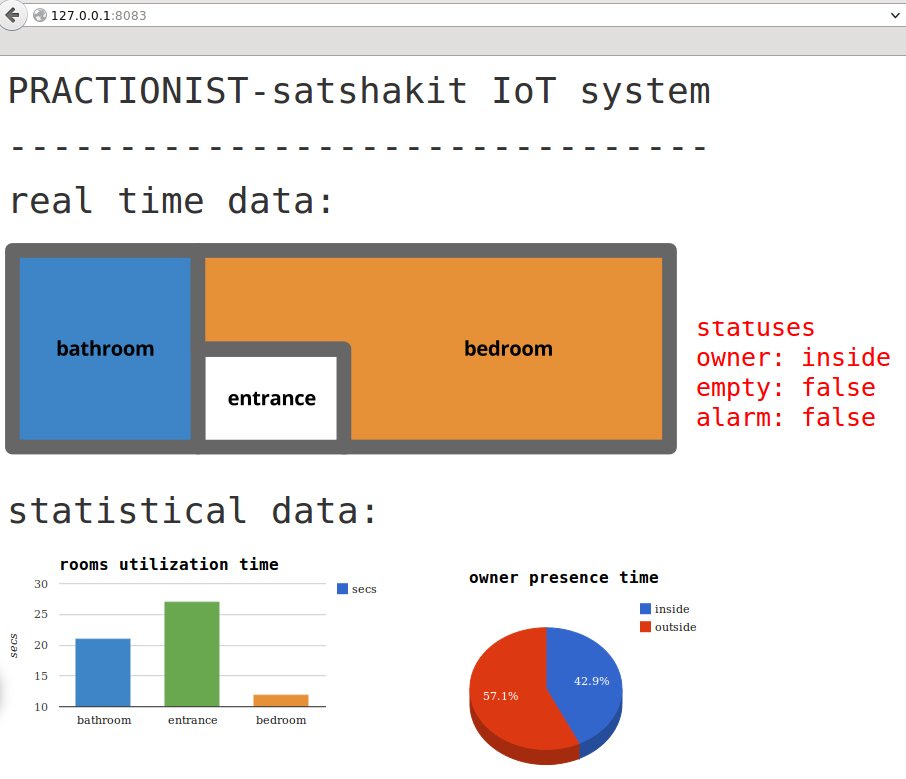 127.0.0.1:8083
PRACTIONIST-satshakit IoT system
--------------------------------
real time data:
bathroom
entrance
bedroom
statuses
owner: inside
empty: false
alarm: false
statistical data:
rooms utilization time
secs
30
25
20
15
10
secs
bathroom entrance bedroom
owner presence time
inside
outside
42.9%
57.1%